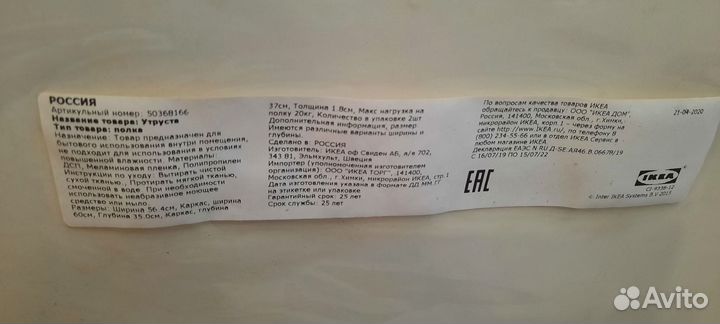 РОССИЯ
Артикульный номер: 50368166
Название товара: Утруста
Тип товара: полка
Назначение: Товар предназначен для
бытового использования внутри помещения,
не подходит для использования в условиях
повышенной влажности. Материалы:
ДСП, Меламиновая пленка, Полипропилен
Инструкции по уходу: Вытирать чистой
сухой тканью., Протирать мягкой тканью,
смоченной в воде. При необходимости
использовать неабразивное моющее
средство или мыло.
Размеры: Ширина 56.4см, Каркас, ширина
60см, Глубина 35.0см, Каркас, глубина
37см, Толщина 1.8см, Макс нагрузка на
полку 20кг, Количество в упаковке 2шт
Дополнительная информация, размер
Имеются различные варианты ширины и
глубины.
Сделано в: РОССИЯ
Изготовитель: ИКЕА оф Свиден АБ, а/я 702,
343 81, Эльмхульт, Швеция
Импортер (уполномоченная изготовителем
организация): ООО "ИКЕА ТОРГ", 141400,
Московская обл., г. Химки, микрорайон ИКЕА, стр.1
Дата изготовления указана в формате ДД ММ ГГ
на этикетке или упаковке
Гарантийный срок: 25 лет
Срок службы: 25 лет
По вопросам качества товаров ИКЕА
обращайтесь к продавцу: ООО "ИКЕА ДОМ",
Россия, 141400, Московская обл., г. Химки,
микрорайон ИКЕА, корп.1 – через форму на
сайте http://www.IKEA.ru/, по телефону 8
(800) 234-55-66 или в отделе ИКЕА Сервис в
любом магазине ИКЕА
Декларация ЕАЭС N RU Д-SE.АЯ46.В.06678/19
С 16/07/19 ПО 15/07/22
EAC
21-04-2020
IKEA
CI-9338-12
© Inter IKEA Systems B.V. 2015
Avito